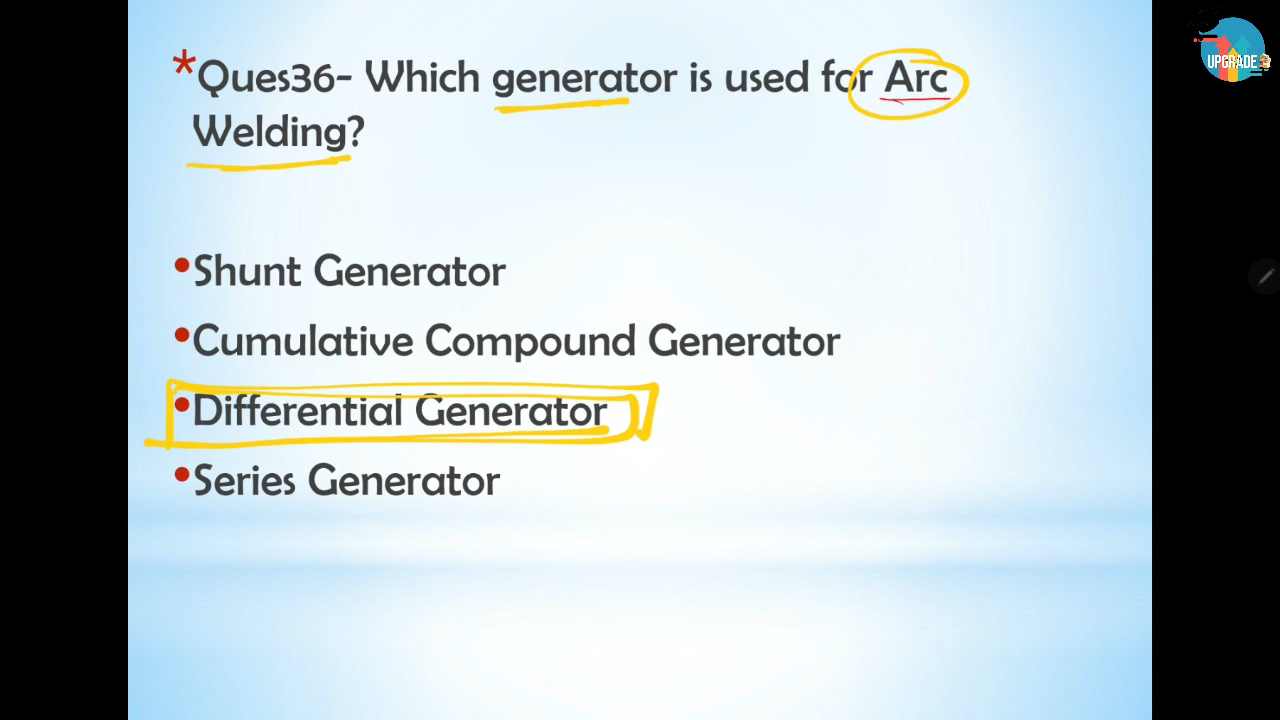 UPGRADE
*Ques36- Which generator is used for Arc
Welding?
•Shunt Generator
•Cumulative Compound Generator
•Differential Generator
•Series Generator